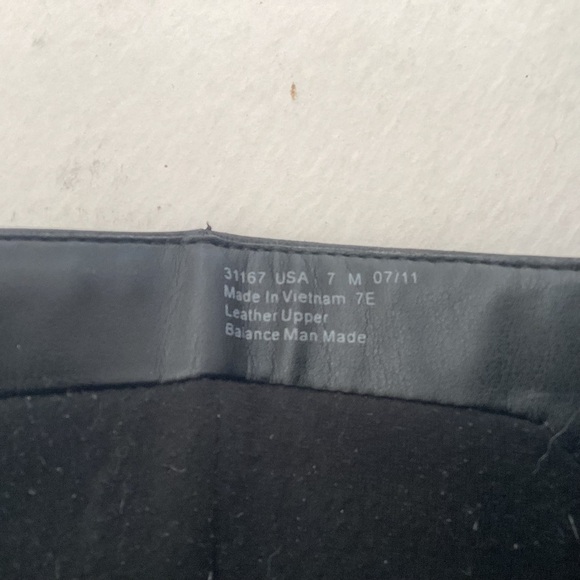 31167 USA 7 M 07/11
Made In Vietnam 7E
Leather Upper
Balance Man Made